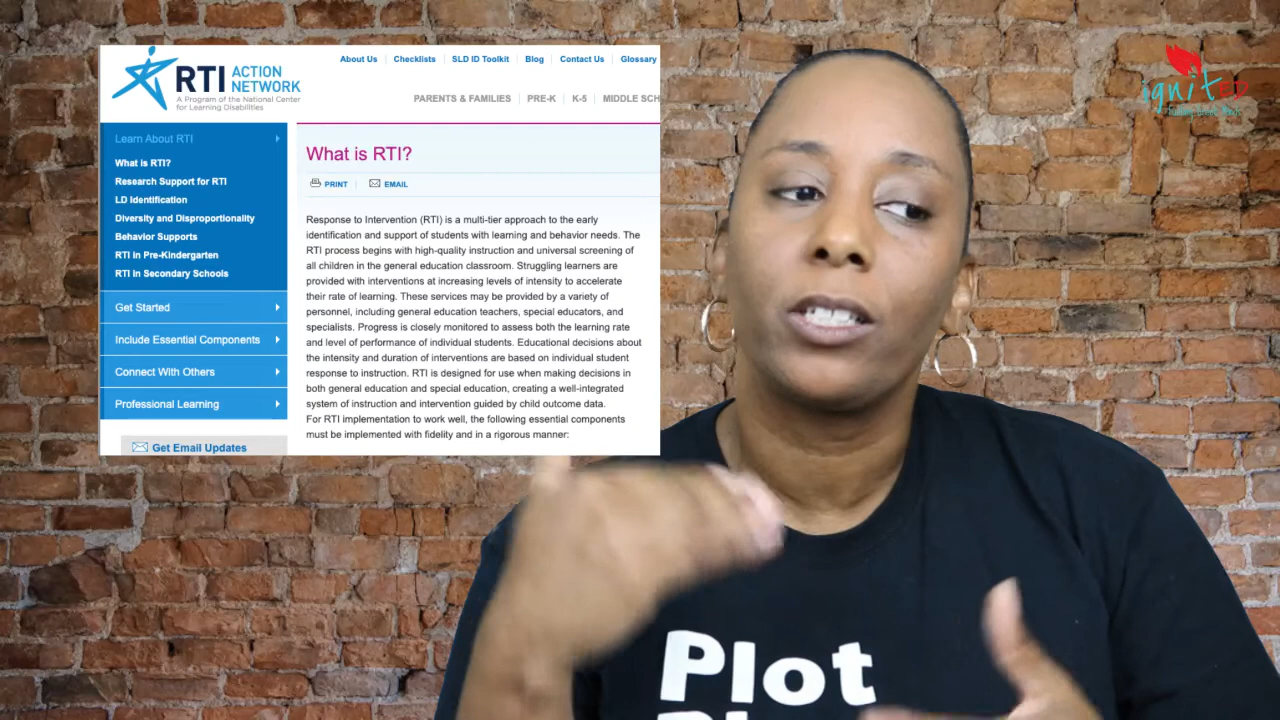 RTI ACTION
NETWORK
A Program of the National Center
for Learning Disabilities
About Us
Checklists
SLD ID Toolkit
Blog
Contact Us
Glossary
PARENTS & FAMILIES
PRE-K
K-5
MIDDLE SCH
Learn About RTI
What is RTI?
Research Support for RTI
LD Identification
Diversity and Disproportionality
Behavior Supports
RTI in Pre-Kindergarten
RTI in Secondary Schools
Get Started
Include Essential Components
Connect With Others
Professional Learning
Get Email Updates
What is RTI?
PRINT
EMAIL
Response to Intervention (RTI) is a multi-tier approach to the early
identification and support of students with learning and behavior needs. The
RTI process begins with high-quality instruction and universal screening of
all children in the general education classroom. Struggling learners are
provided with interventions at increasing levels of intensity to accelerate
their rate of learning. These services may be provided by a variety of
personnel, including general education teachers, special educators, and
specialists. Progress is closely monitored to assess both the learning rate
and level of performance of individual students. Educational decisions about
the intensity and duration of interventions are based on individual student
response to instruction. RTI is designed for use when making decisions in
both general education and special education, creating a well-integrated
system of instruction and intervention guided by child outcome data.
For RTI implementation to work well, the following essential components
must be implemented with fidelity and in a rigorous manner:
ignitED
Plot